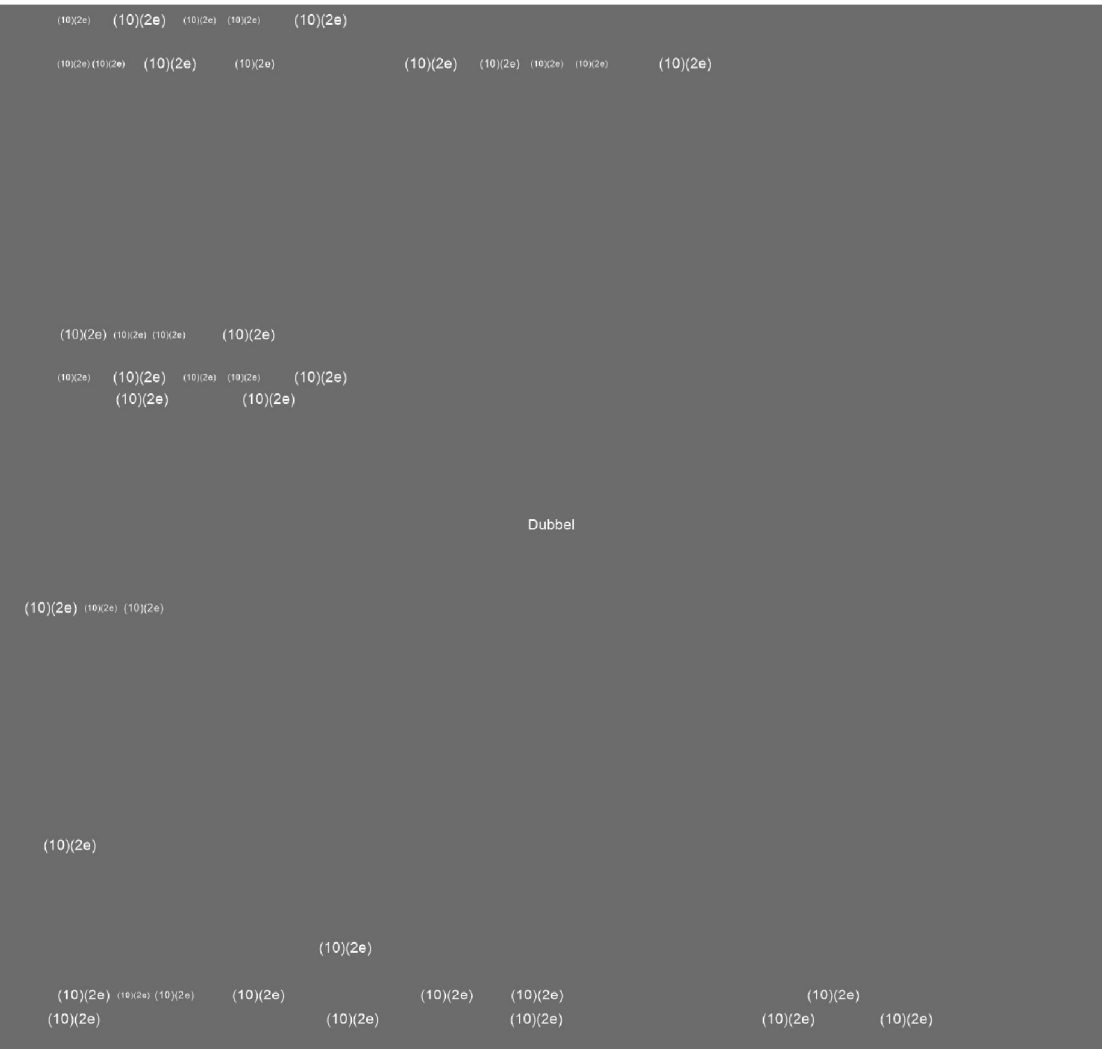 (10)(2e) (10)(2e) (10)(2e) (10)(2e) (10)(2e)
(10)(2e) (10)(2e) (10)(2e) (10)(2e) (10)(2e) (10)(2e) (10)(2e) (10)(2e) (10)(2e)
(10)(2e) (10)(2e) (10)(2e) (10)(2e)
(10)(2e) (10)(2e) (10)(2e) (10)(2e) (10)(2e)
(10)(2e) (10)(2e)
Dubbel
(10)(2e) (10)(2e) (10)(2e)
(10)(2e)
(10)(2e)
(10)(2e) (10)(2e) (10)(2e) (10)(2e) (10)(2e) (10)(2e) (10)(2e)
(10)(2e) (10)(2e) (10)(2e) (10)(2e) (10)(2e)